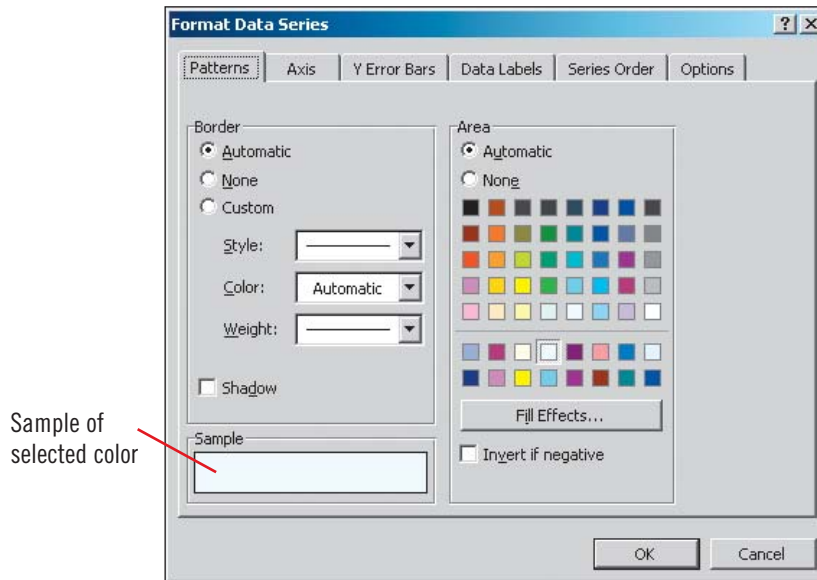 Format Data Series
Patterns Axis Y Error Bars Data Labels Series Order Options
Border
Automatic
None
Custom
Style:
Color: Automatic
Weight:
Shadow
Sample
Area
Automatic
None
Fill Effects...
Invert if negative
OK Cancel
Sample of
selected color